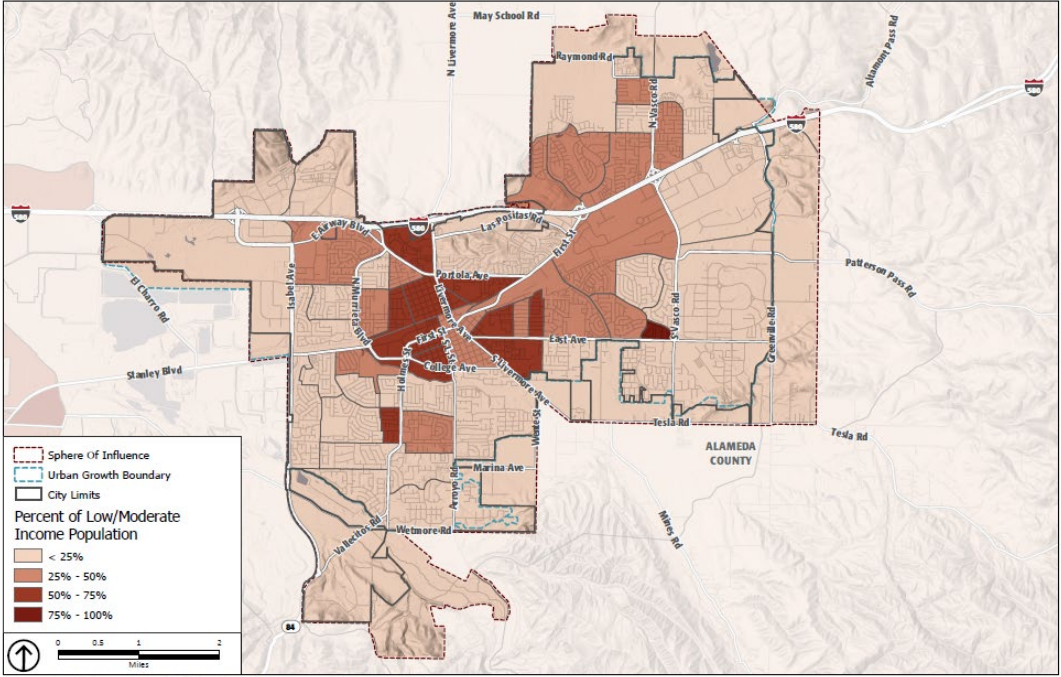 May School Rd
N Livermore Ave
Altamont Pass Rd
Raymond Rd
N Vasco Rd
580
580
580
580
E Airway Blvd
Las Positas Rd
First St
Isabel Ave
N Murrieta Blvd
Portola Ave
Livermore Ave
El Charro Rd
Patterson Pass Rd
S Vasco Rd
Greenville Rd
First St
East Ave
Stanley Blvd
Holmes St
College Ave
S Livermore Ave
Wente St
Tesla Rd
Tesla Rd
ALAMEDA
COUNTY
Marina Ave
Arroyo Rd
Mines Rd
Vallecitos Rd
Wetmore Rd
84
Sphere Of Influence
Urban Growth Boundary
City Limits
Percent of Low/Moderate
Income Population
< 25%
25% - 50%
50% - 75%
75% - 100%
0 0.5 1 2
Miles